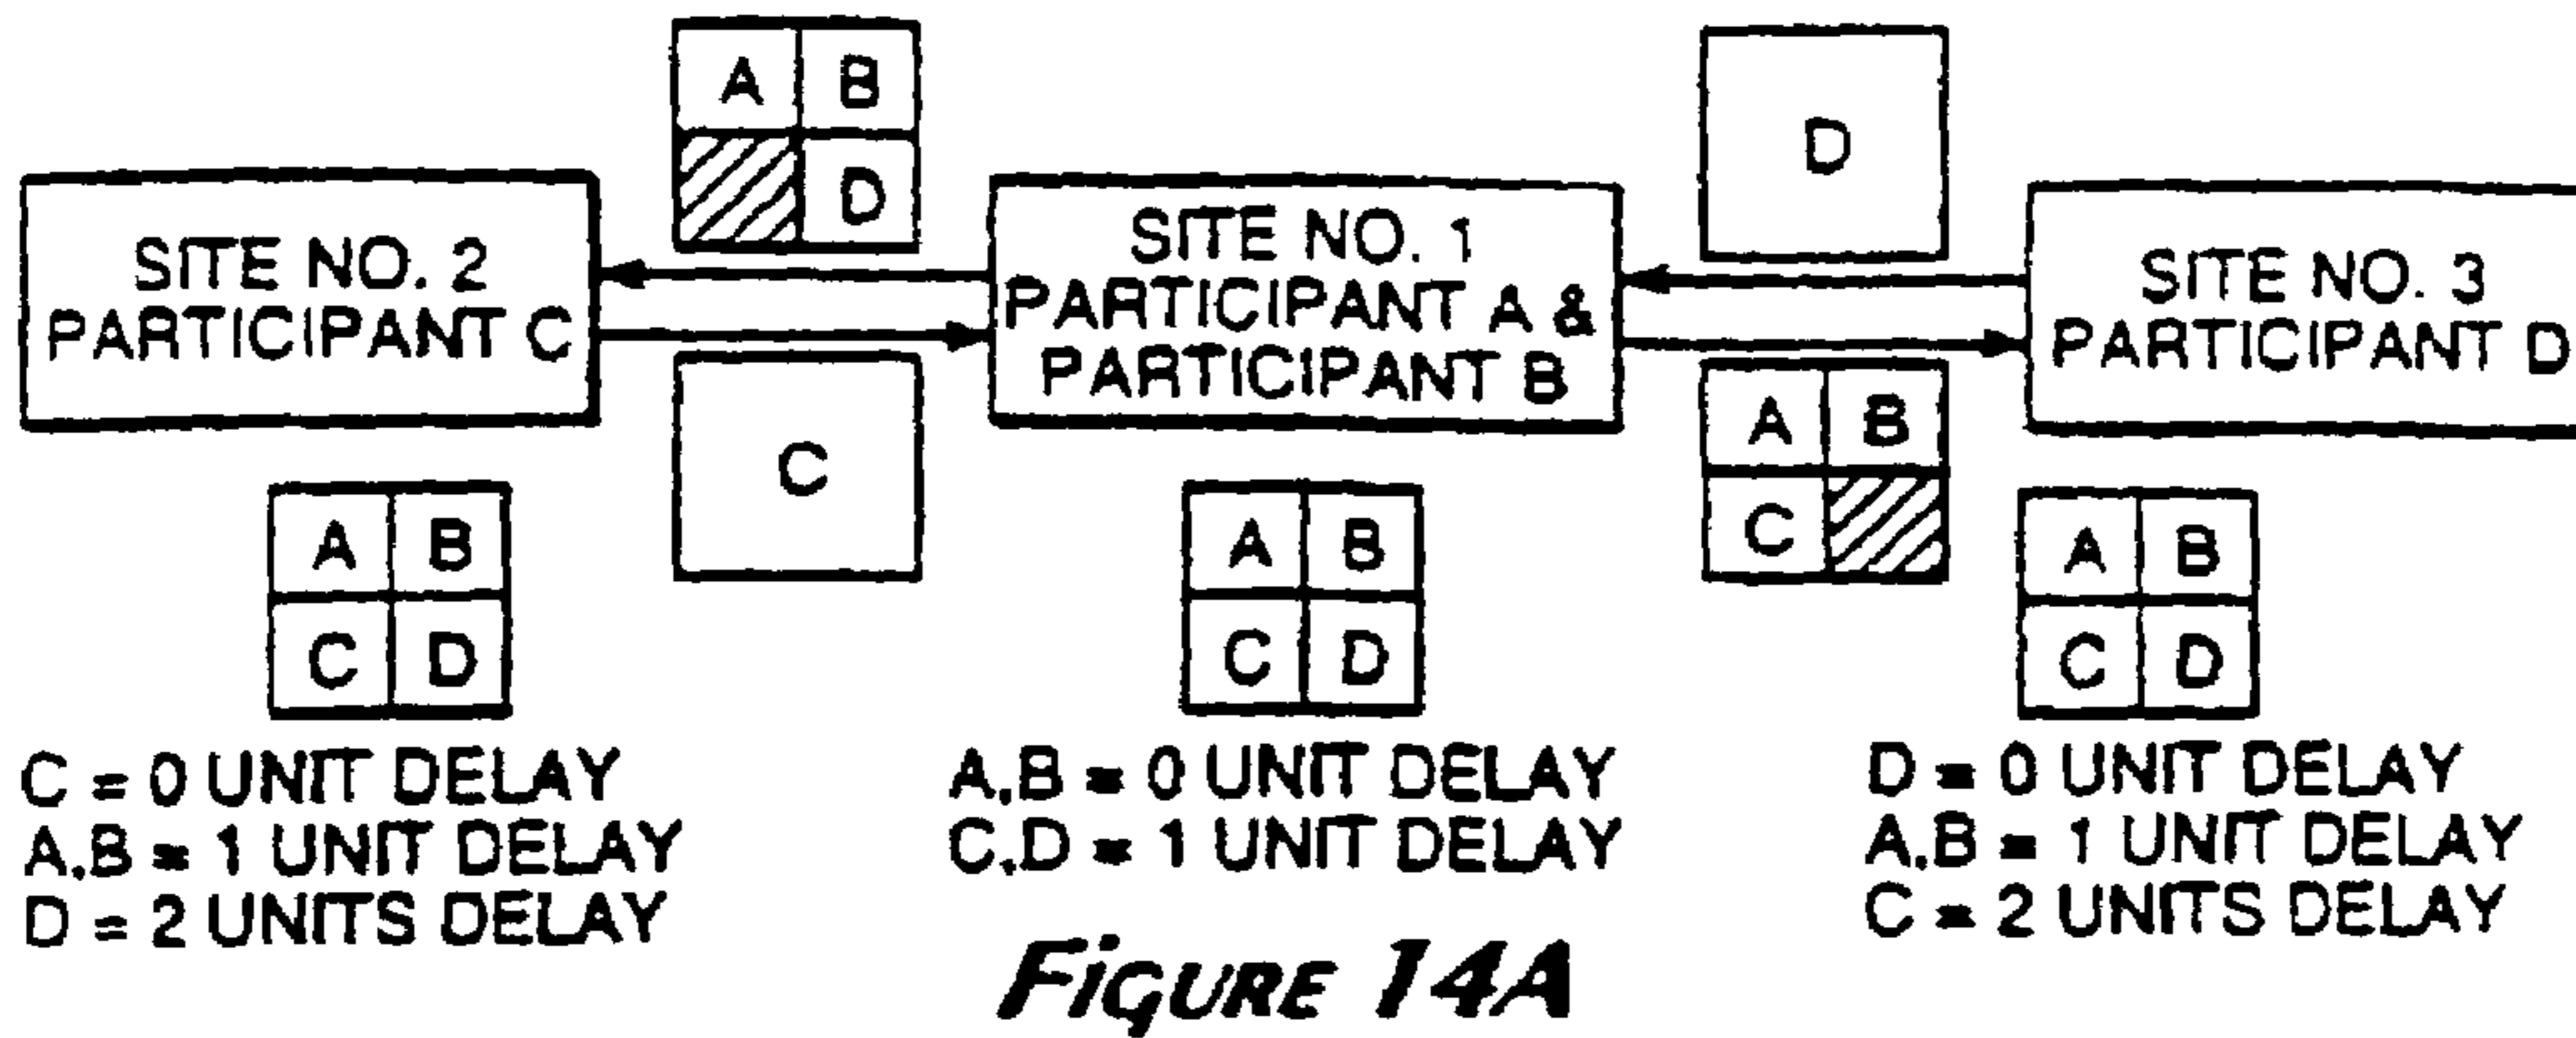 A B
D
D
SITE NO. 2
PARTICIPANT C
SITE NO. 1
PARTICIPANT A &
PARTICIPANT B
SITE NO. 3
PARTICIPANT D
C
A B
C
A B
C D
A B
C D
A B
C D
C = 0 UNIT DELAY
A,B = 1 UNIT DELAY
D = 2 UNITS DELAY
A,B = 0 UNIT DELAY
C,D = 1 UNIT DELAY
D = 0 UNIT DELAY
A,B = 1 UNIT DELAY
C = 2 UNITS DELAY
FIGURE 14A